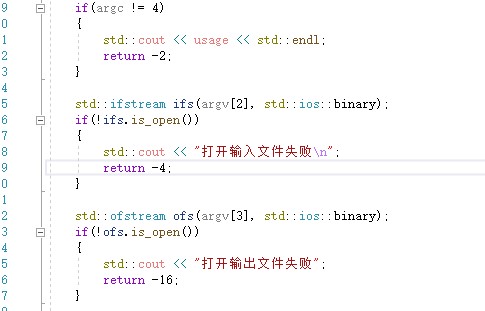 9 if(argc != 4)
0 {
1 std::cout << usage << std::endl;
2 return -2;
3 }
4
5 std::ifstream ifs(argv[2], std::ios::binary);
6 if(!ifs.is_open())
7 {
8 std::cout << "打开输入文件失败\n";
9 return -4;
0 }
1
2 std::ofstream ofs(argv[3], std::ios::binary);
3 if(!ofs.is_open())
4 {
5 std::cout << "打开输出文件失败";
6 return -16;
7 }
8